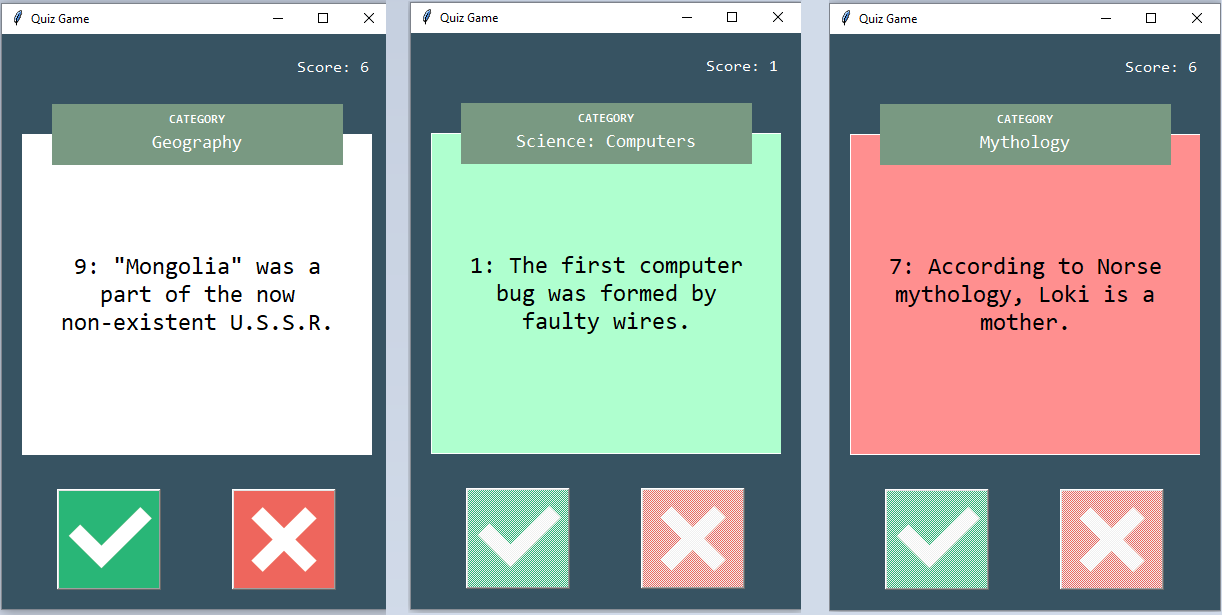 Quiz Game
Score: 6
CATEGORY
Geography
9: "Mongolia" was a
part of the now
non-existent U.S.S.R.
Quiz Game
Score: 1
CATEGORY
Science: Computers
1: The first computer
bug was formed by
faulty wires.
Quiz Game
Score: 6
CATEGORY
Mythology
7: According to Norse
mythology, Loki is a
mother.